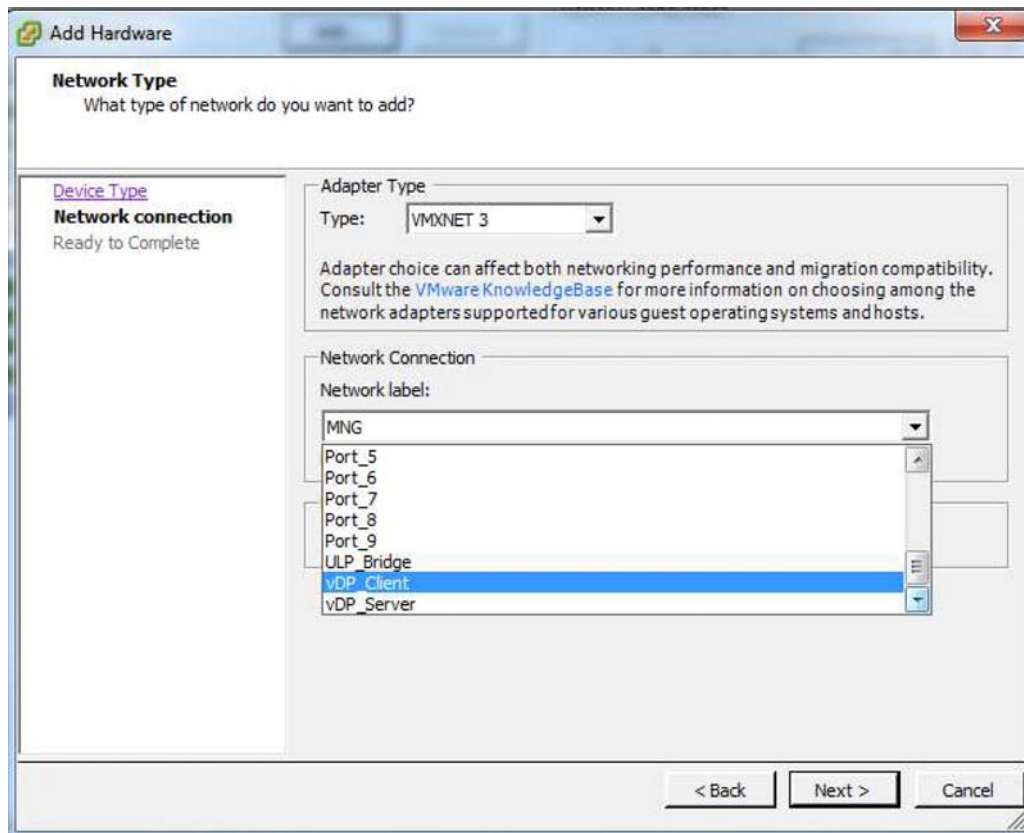 Add Hardware
Network Type
What type of network do you want to add?
Device Type
Network connection
Ready to Complete
Adapter Type
Type: VMXNET 3
Adapter choice can affect both networking performance and migration compatibility.
Consult the VMware KnowledgeBase for more information on choosing among the
network adapters supported for various guest operating systems and hosts.
Network Connection
Network label:
MNG
Port_5
Port_6
Port_7
Port_8
Port_9
ULP_Bridge
vDP_Client
vDP_Server
< Back Next > Cancel